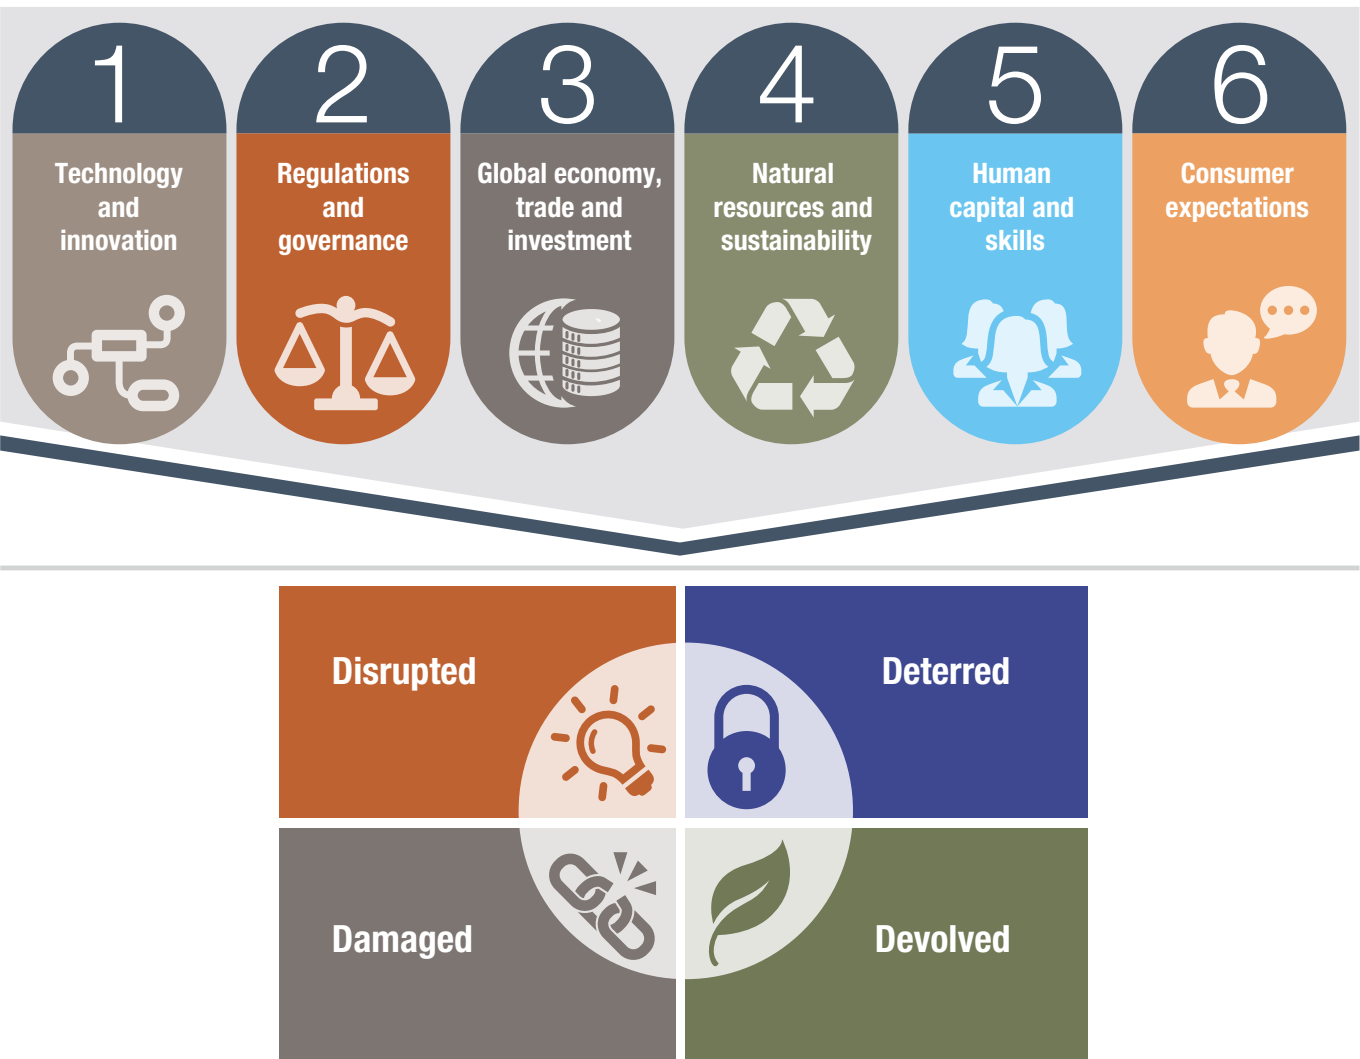 1
2
3
4
5
6
Technology
and
innovation
Regulations
and
governance
Global economy,
trade and
investment
Natural
resources and
sustainability
Human
capital and
skills
Consumer
expectations
Disrupted
Deterred
Damaged
Devolved